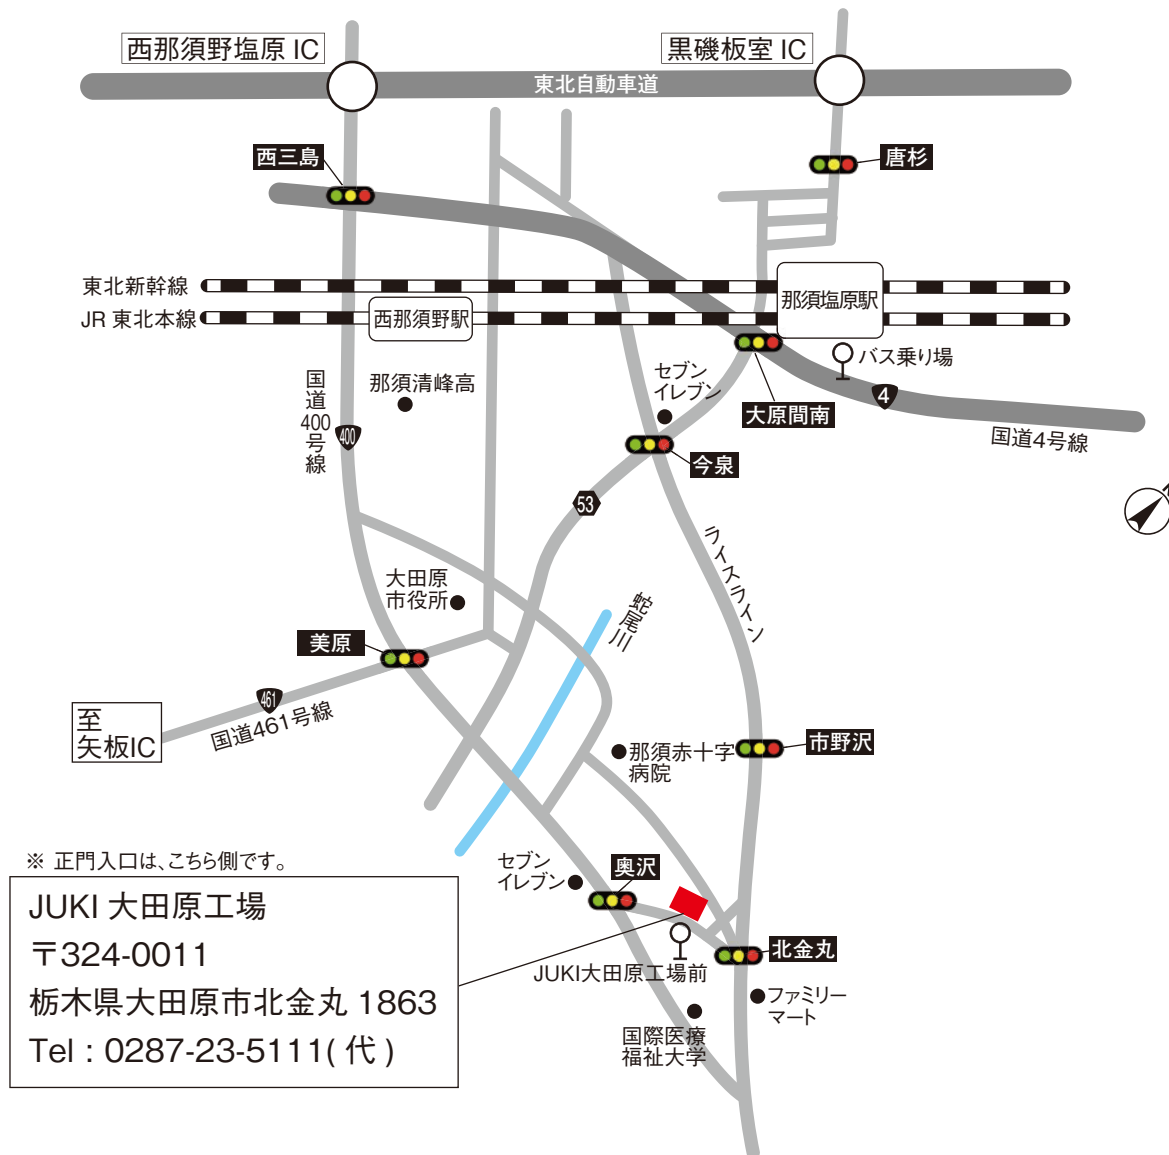 西那須野塩原 IC
黒磯板室 IC
東北自動車道
西三島
唐杉
東北新幹線
JR 東北本線
西那須野駅
那須塩原駅
バス乗り場
国道400号線
400
那須清峰高
セブン
イレブン
大原間南
4
国道4号線
今泉
53
ライスライン
大田原
市役所
蛇尾川
美原
461
国道461号線
至
矢板IC
那須赤十字
病院
市野沢
※ 正門入口は、こちら側です。
JUKI 大田原工場
〒324-0011
栃木県大田原市北金丸 1863
Tel : 0287-23-5111( 代 )
セブン
イレブン
奥沢
JUKI大田原工場前
北金丸
ファミリー
マート
国際医療
福祉大学